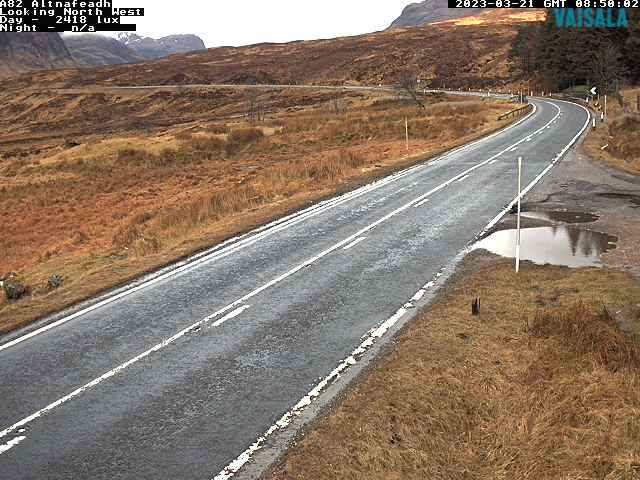 A82 Altnafeadh
Looking North West
Day - 2418 lux
Night - n/a
2023-03-21 GMT 08:50:02
VAISALA